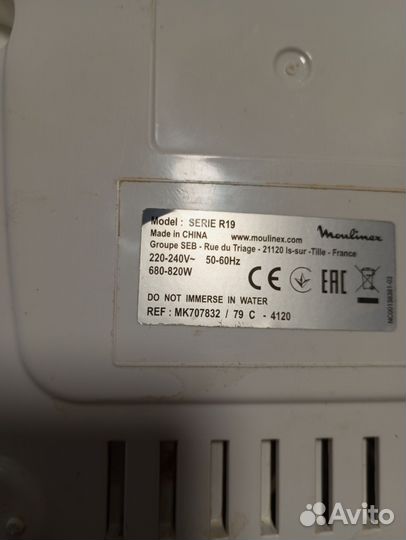 Model : SERIE R19
Made in CHINA www.moulinex.com Moulinex
Groupe SEB - Rue du Triage - 21120 Is-sur -Tille - France
220-240V~ 50-60Hz
680-820W
CE EAC
DO NOT IMMERSE IN WATER
REF : MK707832 / 79 C - 4120
Avito